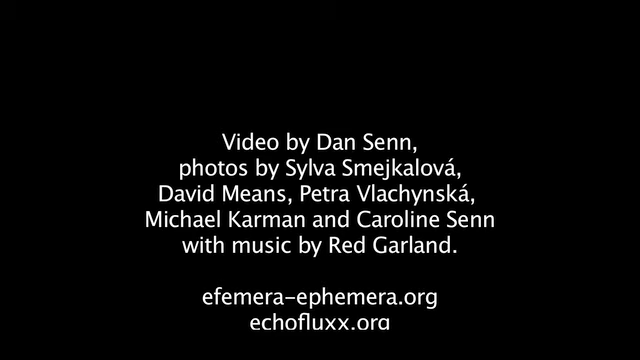 Video by Dan Senn,
photos by Sylva Smejkalová,
David Means, Petra Vlachynská,
Michael Karman and Caroline Senn
with music by Red Garland.
efemera-ephemera.org
echofluxx.org